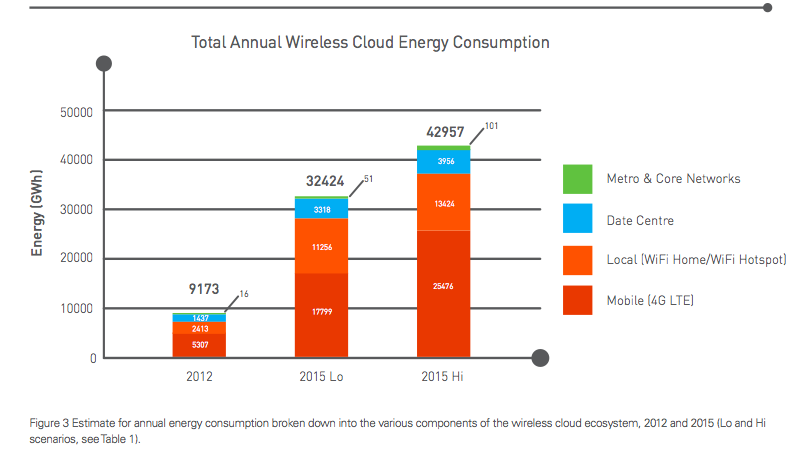 Total Annual Wireless Cloud Energy Consumption
Energy (GWh)
50000
40000
30000
20000
10000
0
9173
16
1437
2413
5307
32424
51
3318
11256
17799
42957
101
3956
13424
25476
2012
2015 Lo
2015 Hi
Metro & Core Networks
Date Centre
Local (WiFi Home/WiFi Hotspot)
Mobile (4G LTE)
Figure 3 Estimate for annual energy consumption broken down into the various components of the wireless cloud ecosystem, 2012 and 2015 (Lo and Hi
scenarios, see Table 1).